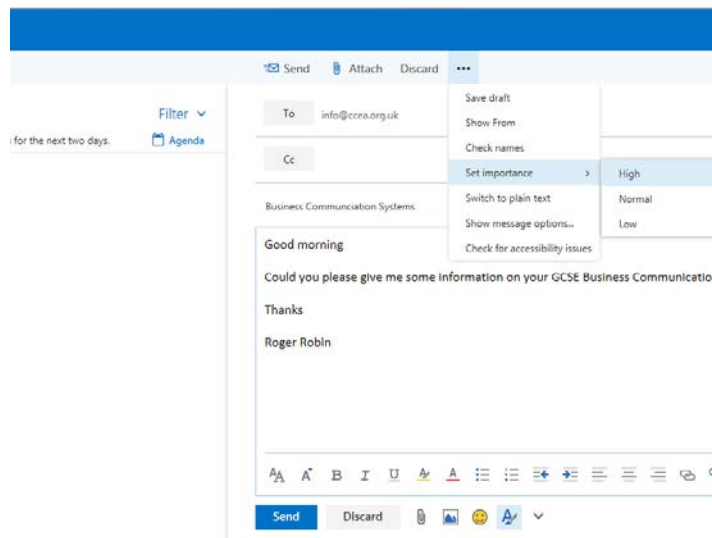 Send Attach Discard •••
Filter
s for the next two days. Agenda
To info@ccea.org.uk
Cc
Business Communciation Systems
Save draft
Show From
Check names
Set importance >
Switch to plain text
Show message options...
Check for accessibility issues
High
Normal
Low
Good morning
Could you please give me some information on your GCSE Business Communicatio
Thanks
Roger Robin
Send Discard